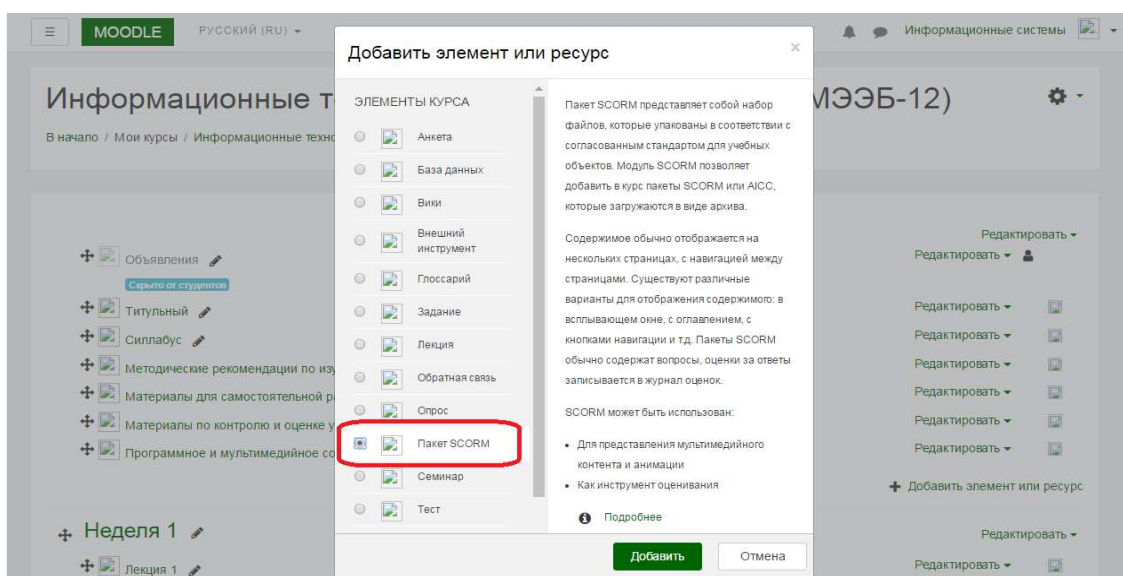 MOODLE
РУССКИЙ (RU)
Информационные системы
Информационные т
МЭЭБ-12)
В начало / Мои курсы / Информационные техно
Редактировать
Объявления
Редактировать
Скрыто от студентов
Титульный
Редактировать
Силлабус
Редактировать
Методические рекомендации по изу
Редактировать
Материалы для самостоятельной р
Редактировать
Материалы по контролю и оценке у
Редактировать
Программное и мультимедийное со
Редактировать
Добавить элемент или ресурс
Неделя 1
Редактировать
Лекция 1
Редактировать
Добавить элемент или ресурс
×
ЭЛЕМЕНТЫ КУРСА
Анкета
База данных
Вики
Внешний
инструмент
Глоссарий
Задание
Лекция
Обратная связь
Опрос
Пакет SCORM
Семинар
Тест
Пакет SCORM представляет собой набор
файлов, которые упакованы в соответствии с
согласованным стандартом для учебных
объектов. Модуль SCORM позволяет
добавить в курс пакеты SCORM или AICC,
которые загружаются в виде архива.
Содержимое обычно отображается на
нескольких страницах, с навигацией между
страницами. Существуют различные
варианты для отображения содержимого: в
всплывающем окне, с оглавлением, с
кнопками навигации и т.д. Пакеты SCORM
обычно содержат вопросы, оценки за ответы
записывается в журнал оценок.
SCORM может быть использован:
• Для представления мультимедийного
контента и анимации
• Как инструмент оценивания
Подробнее
Добавить
Отмена